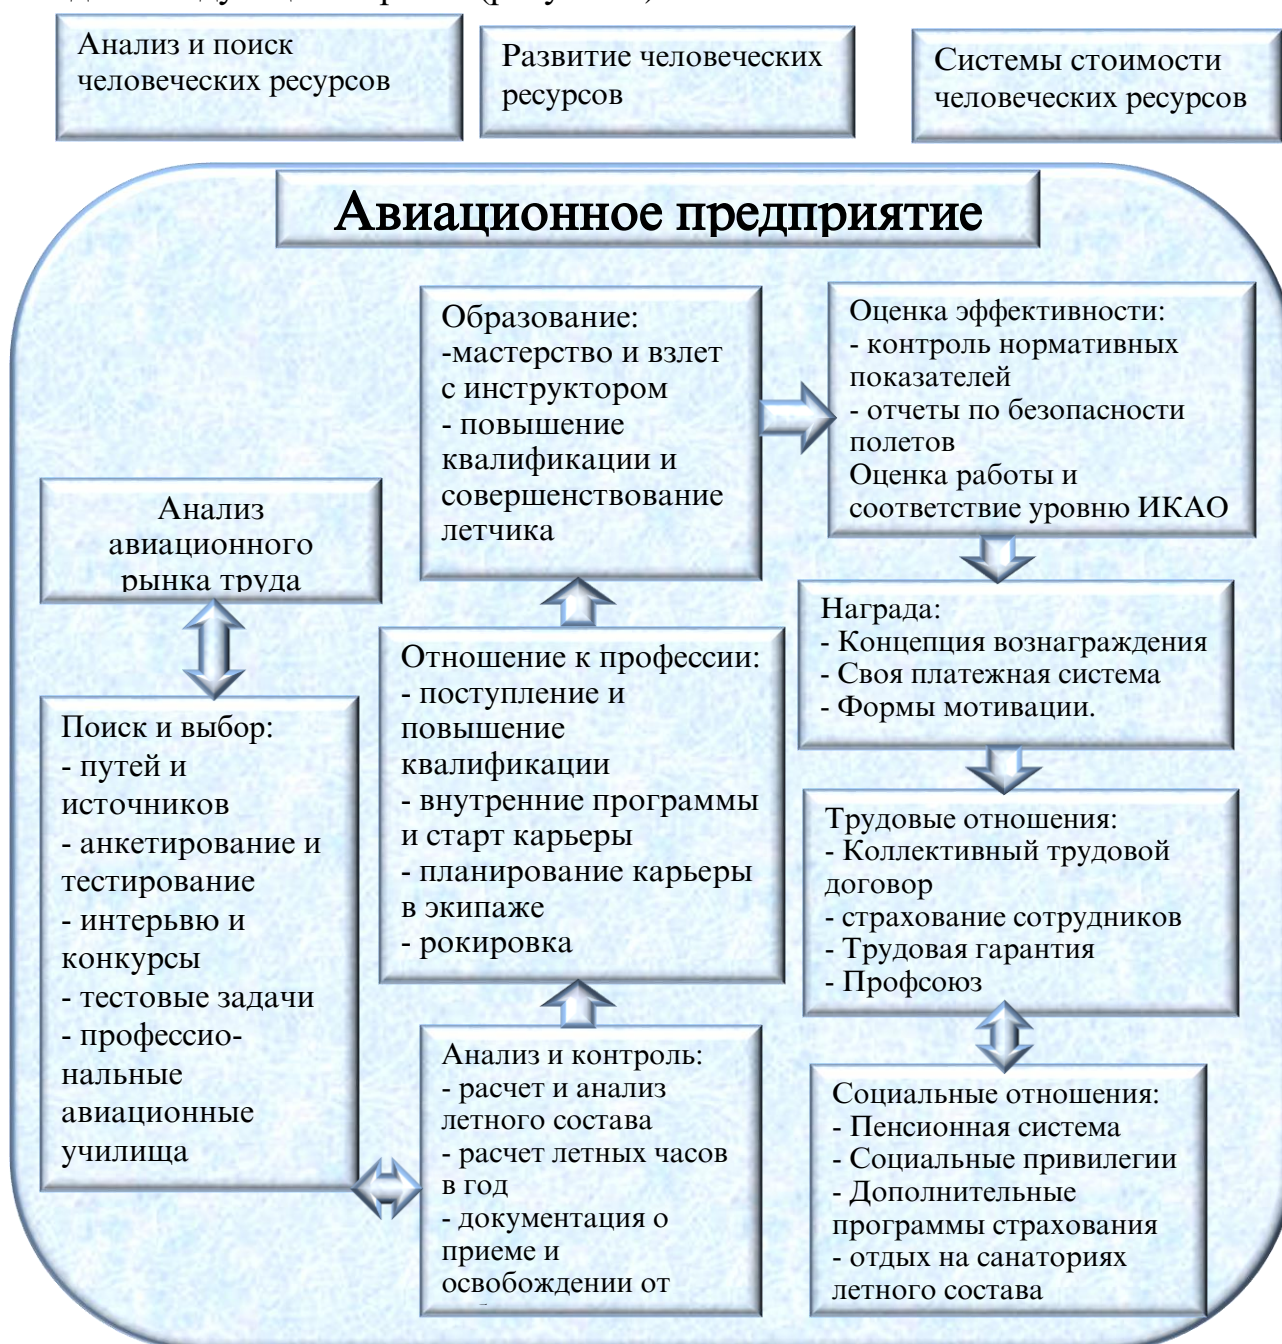 Анализ и поиск
человеческих ресурсов
Развитие человеческих
ресурсов
Системы стоимости
человеческих ресурсов
Авиационное предприятие
Анализ
авиационного
рынка труда
Поиск и выбор:
- путей и
источников
- анкетирование и
тестирование
- интервью и
конкурсы
- тестовые задачи
- профессио-
нальные
авиационные
училища
Образование:
-мастерство и взлет
с инструктором
- повышение
квалификации и
совершенствование
летчика
Отношение к профессии:
- поступление и
повышение
квалификации
- внутренние программы
и старт карьеры
- планирование карьеры
в экипаже
- рокировка
Анализ и контроль:
- расчет и анализ
летного состава
- расчет летных часов
в год
- документация о
приеме и
освобождении от
Оценка эффективности:
- контроль нормативных
показателей
- отчеты по безопасности
полетов
Оценка работы и
соответствие уровню ИКАО
Награда:
- Концепция вознаграждения
- Своя платежная система
- Формы мотивации.
Трудовые отношения:
- Коллективный трудовой
договор
- страхование сотрудников
- Трудовая гарантия
- Профсоюз
Социальные отношения:
- Пенсионная система
- Социальные привилегии
- Дополнительные
программы страхования
- отдых на санаториях
летного состава